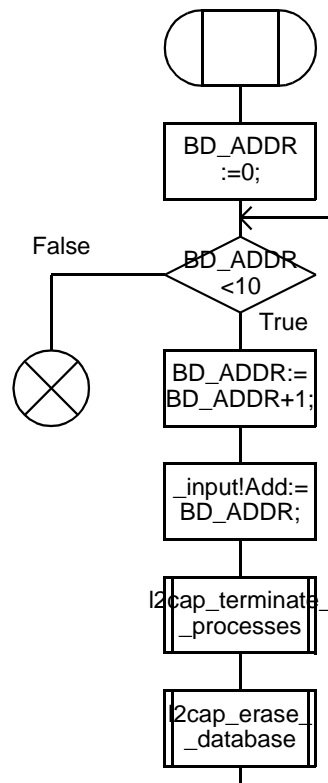 BD_ADDR
:=0;
False
BD_ADDR
<10
True
BD_ADDR:=
BD_ADDR+1;
_input!Add:=
BD_ADDR;
l2cap_terminate_
_processes
l2cap_erase_
_database